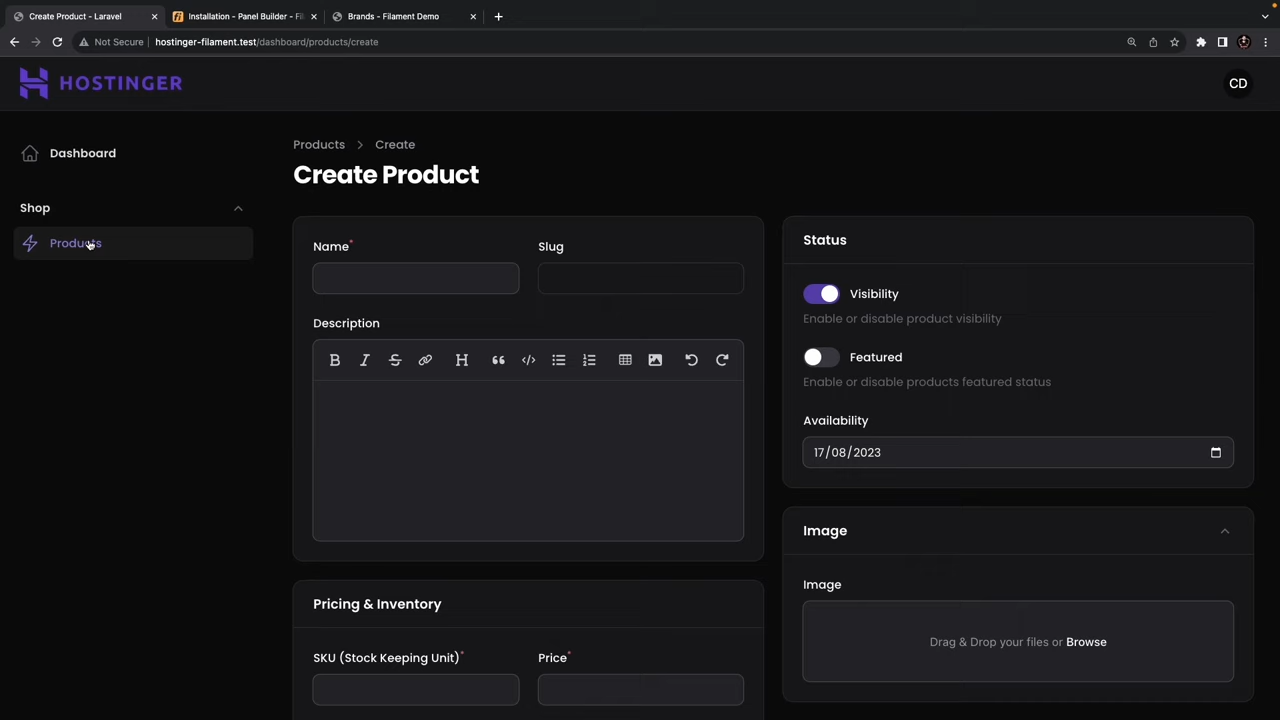 Create Product - Laravel
Installation - Panel Builder - Fi
Brands - Filament Demo
Not Secure
hostinger-filament.test/dashboard/products/create
HOSTINGER
CD
Dashboard
Shop
Products
Products > Create
Create Product
Name*
Slug
Description
Status
Visibility
Enable or disable product visibility
Featured
Enable or disable products featured status
Availability
17/08/2023
Image
Image
Drag & Drop your files or Browse
Pricing & Inventory
SKU (Stock Keeping Unit)*
Price*